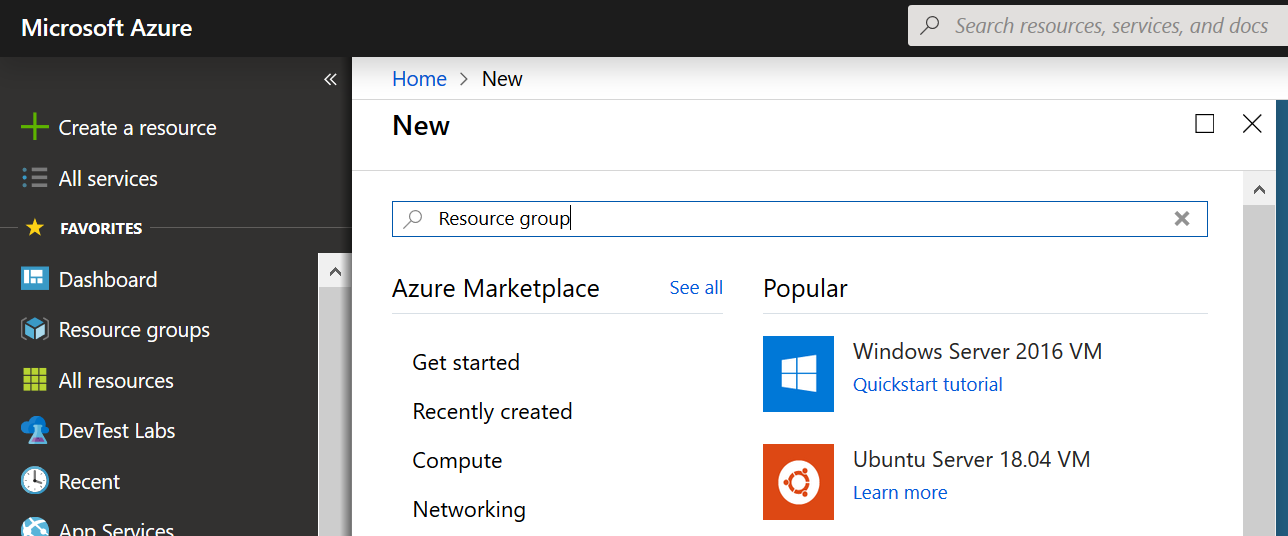 Microsoft Azure
Search resources, services, and docs
Home > New
New
Create a resource
All services
FAVORITES
Dashboard
Resource groups
All resources
DevTest Labs
Recent
App Services
Resource group
Azure Marketplace
See all
Get started
Recently created
Compute
Networking
Popular
Windows Server 2016 VM
Quickstart tutorial
Ubuntu Server 18.04 VM
Learn more